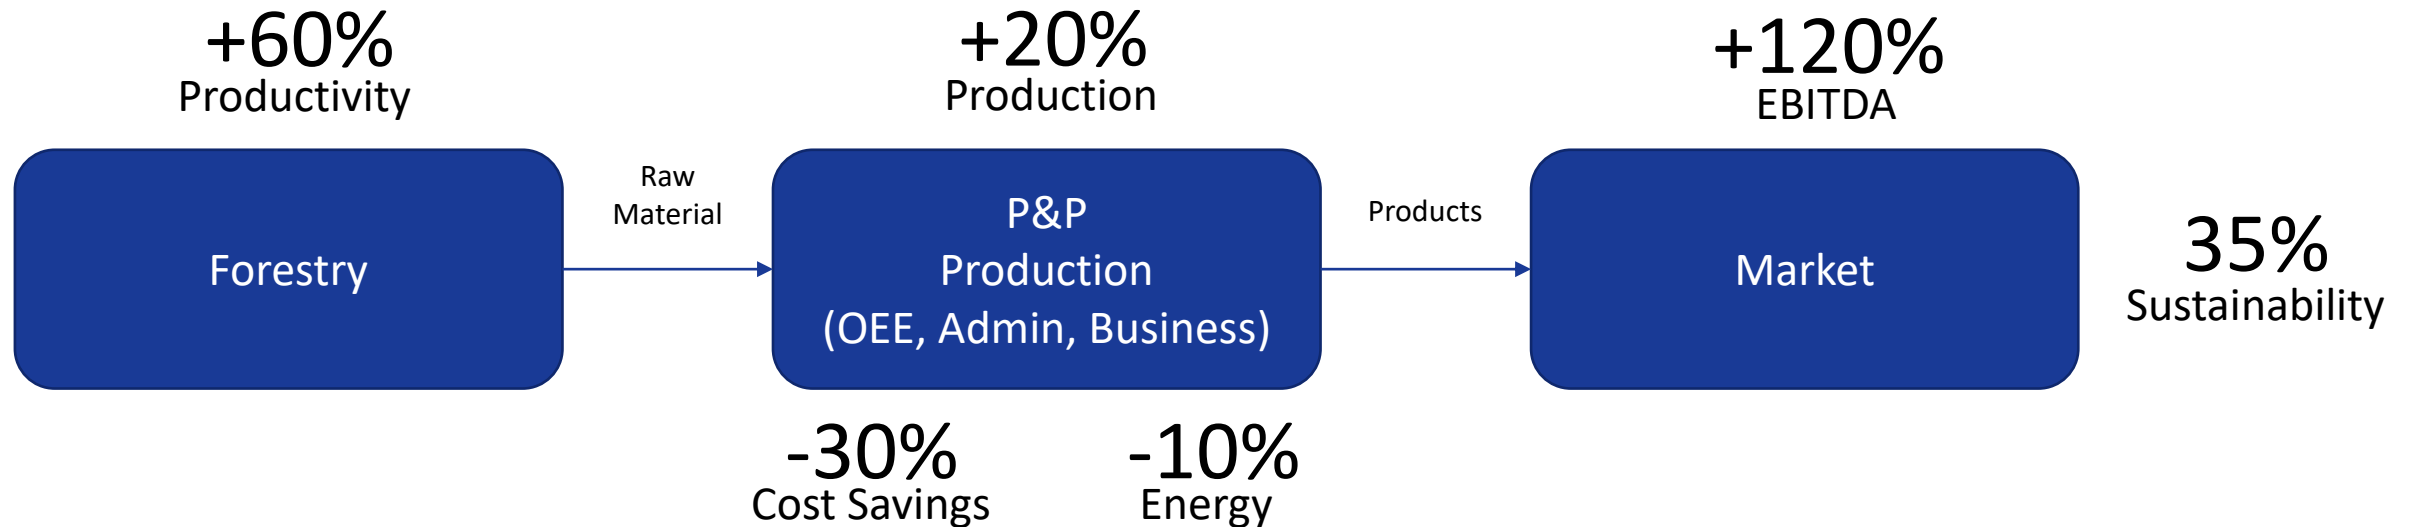 +60%
Productivity
+20%
Production
+120%
EBITDA
Forestry
Raw
Material
P&P
Production
(OEE, Admin, Business)
Products
Market
35%
Sustainability
-30%
Cost Savings
-10%
Energy